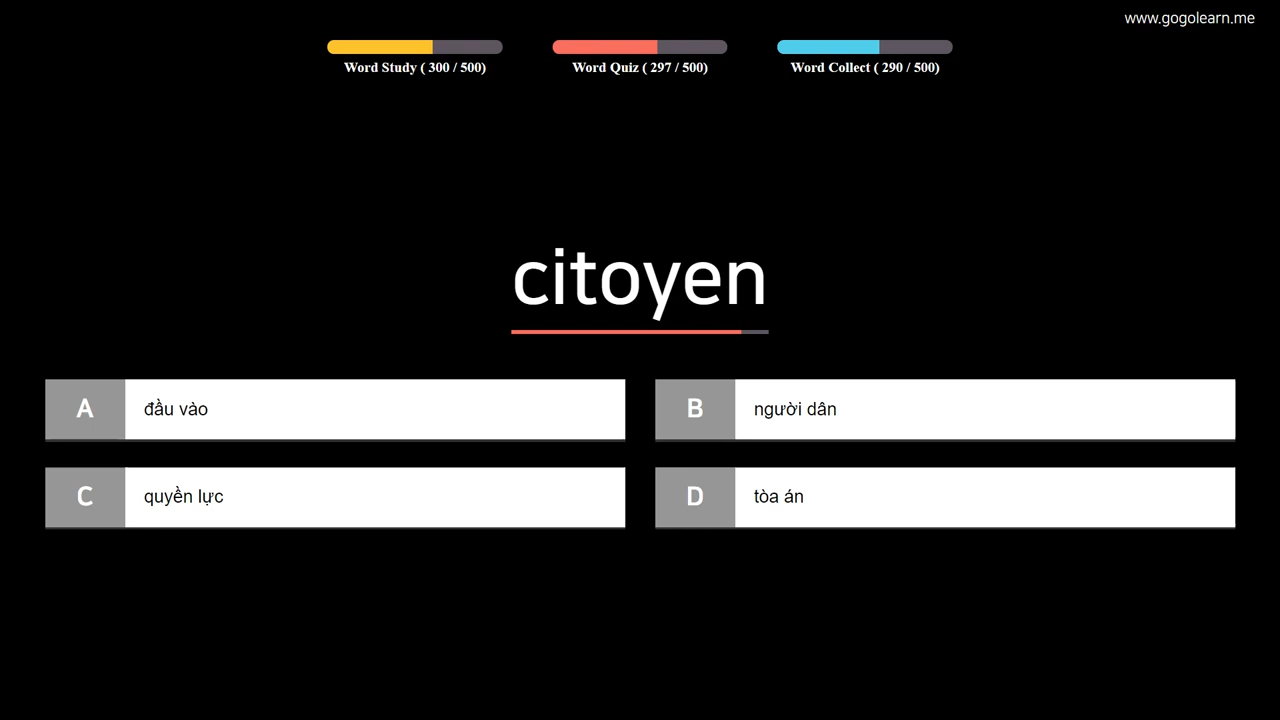 www.gogolearn.me
Word Study ( 300 / 500)
Word Quiz ( 297 / 500)
Word Collect ( 290 / 500)
citoyen
A đầu vào
B người dân
C quyền lực
D tòa án